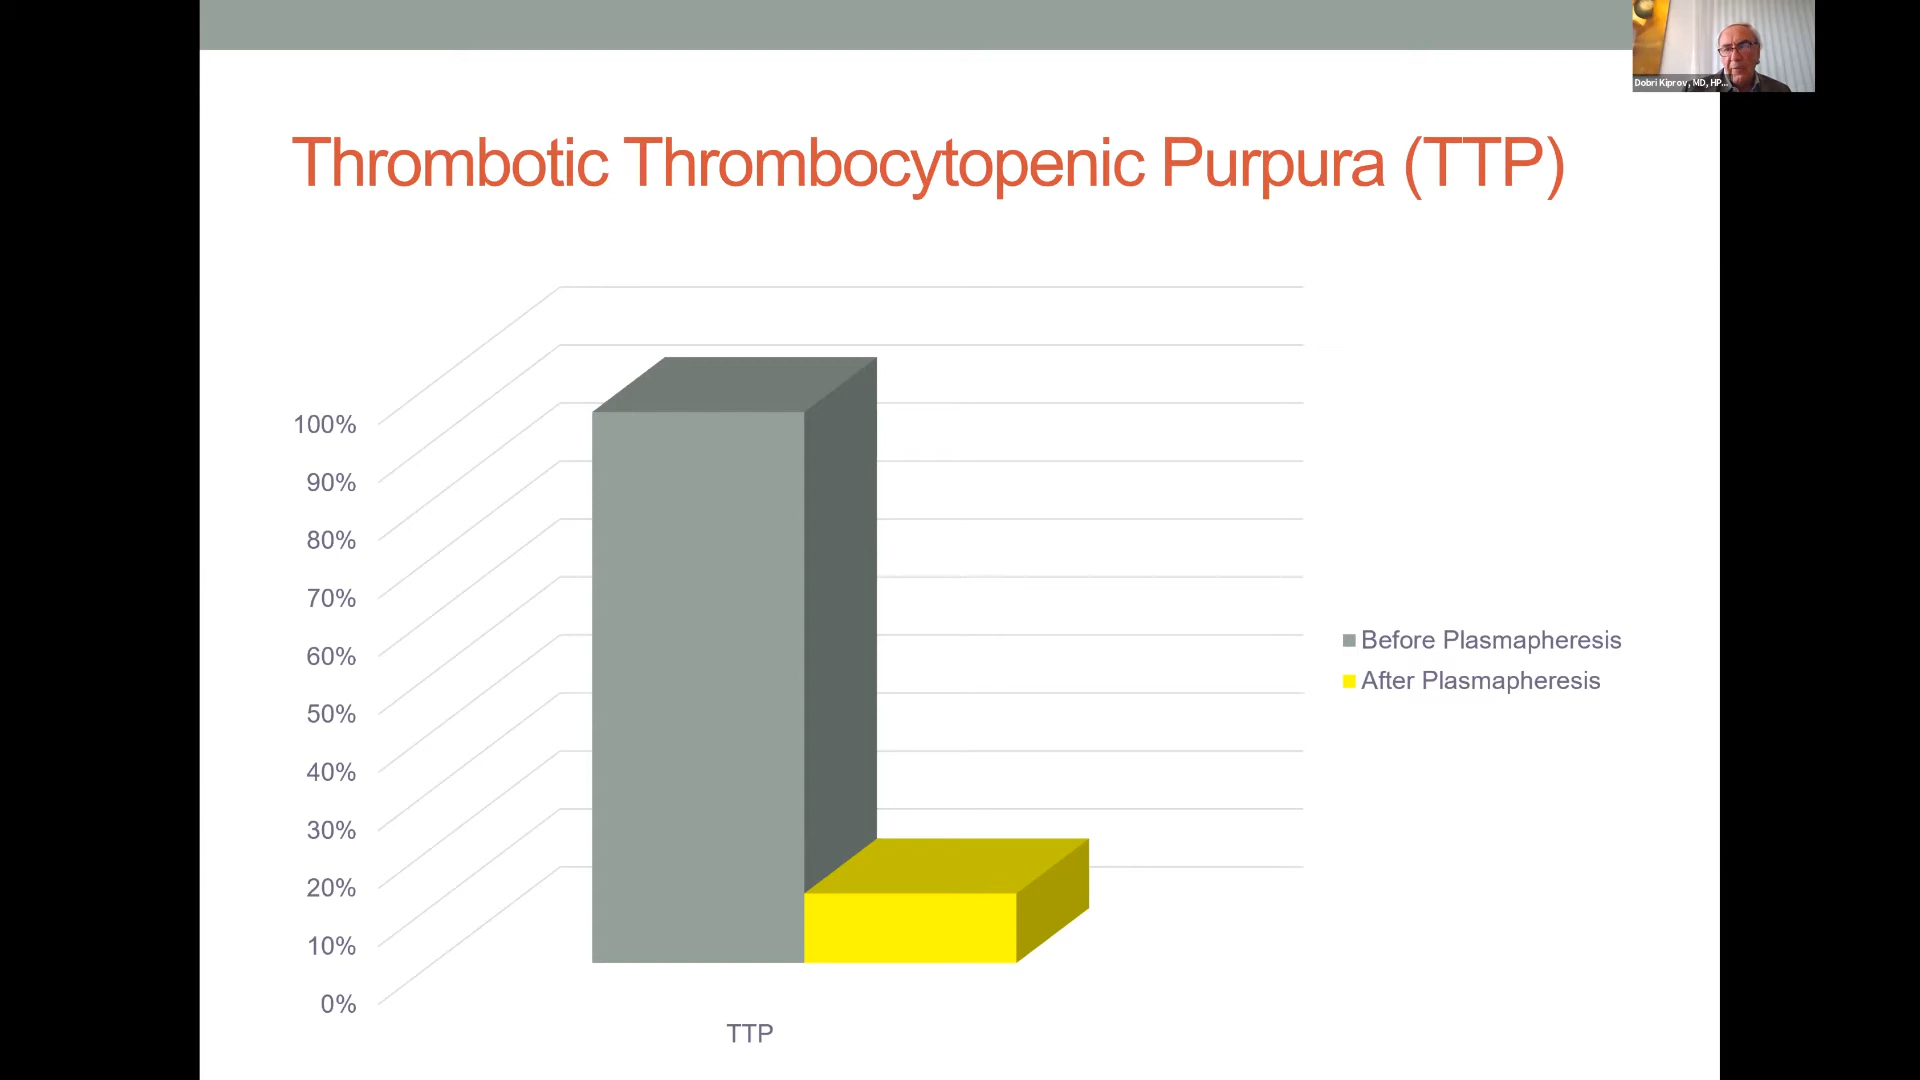 Dobri Kiprov, MD, HP...
Thrombotic Thrombocytopenic Purpura (TTP)
100%
90%
80%
70%
60%
50%
40%
30%
20%
10%
0%
TTP
Before Plasmapheresis
After Plasmapheresis